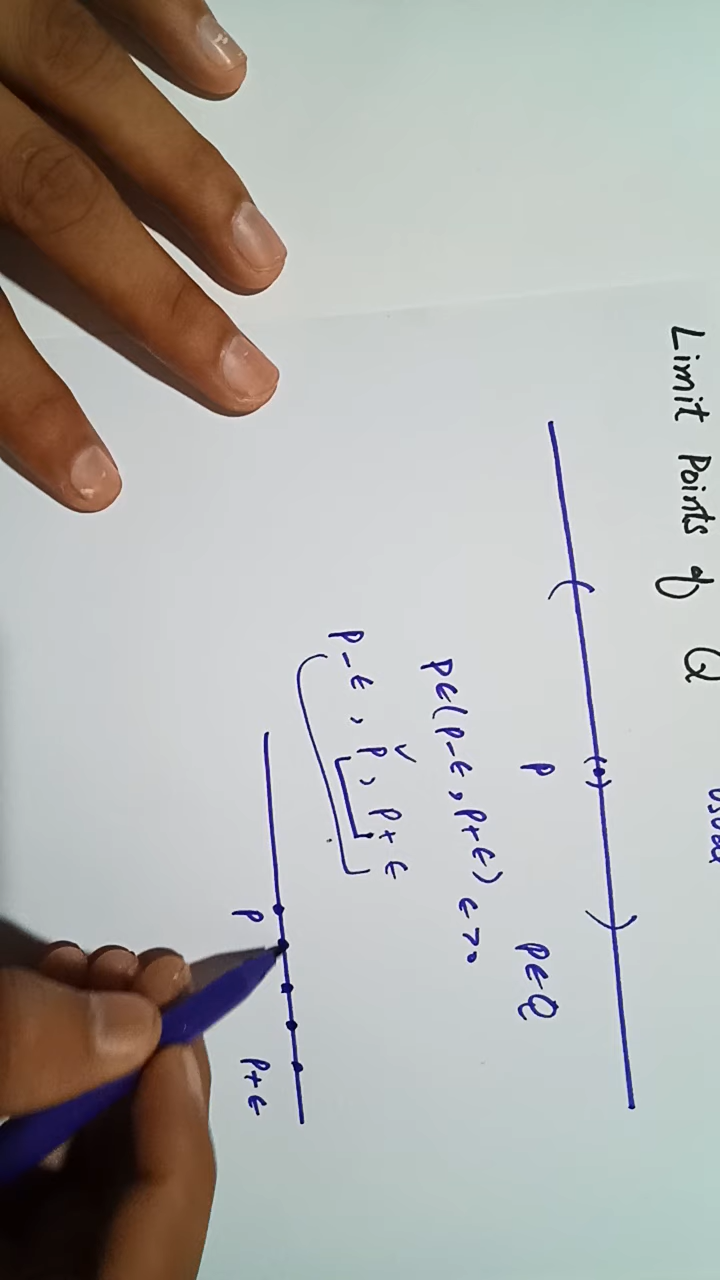 Limit Points of Q
P P∈Q
P∈(P-ϵ, P+ϵ) ϵ>0
P-ϵ, P, P+ϵ
P P+ϵ